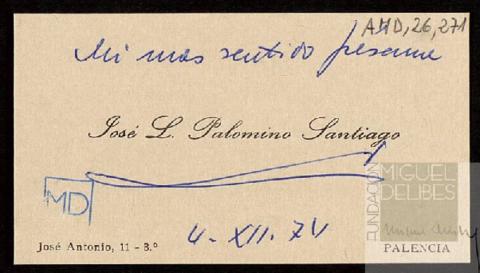 AMD,26,271
Mi mas sentido pesame
José L. Palomino Santiago
MD
FUNDACIÓN
MIGUEL
DELIBES
4-XII-74
José Antonio, 11 - 8.º
PALENCIA